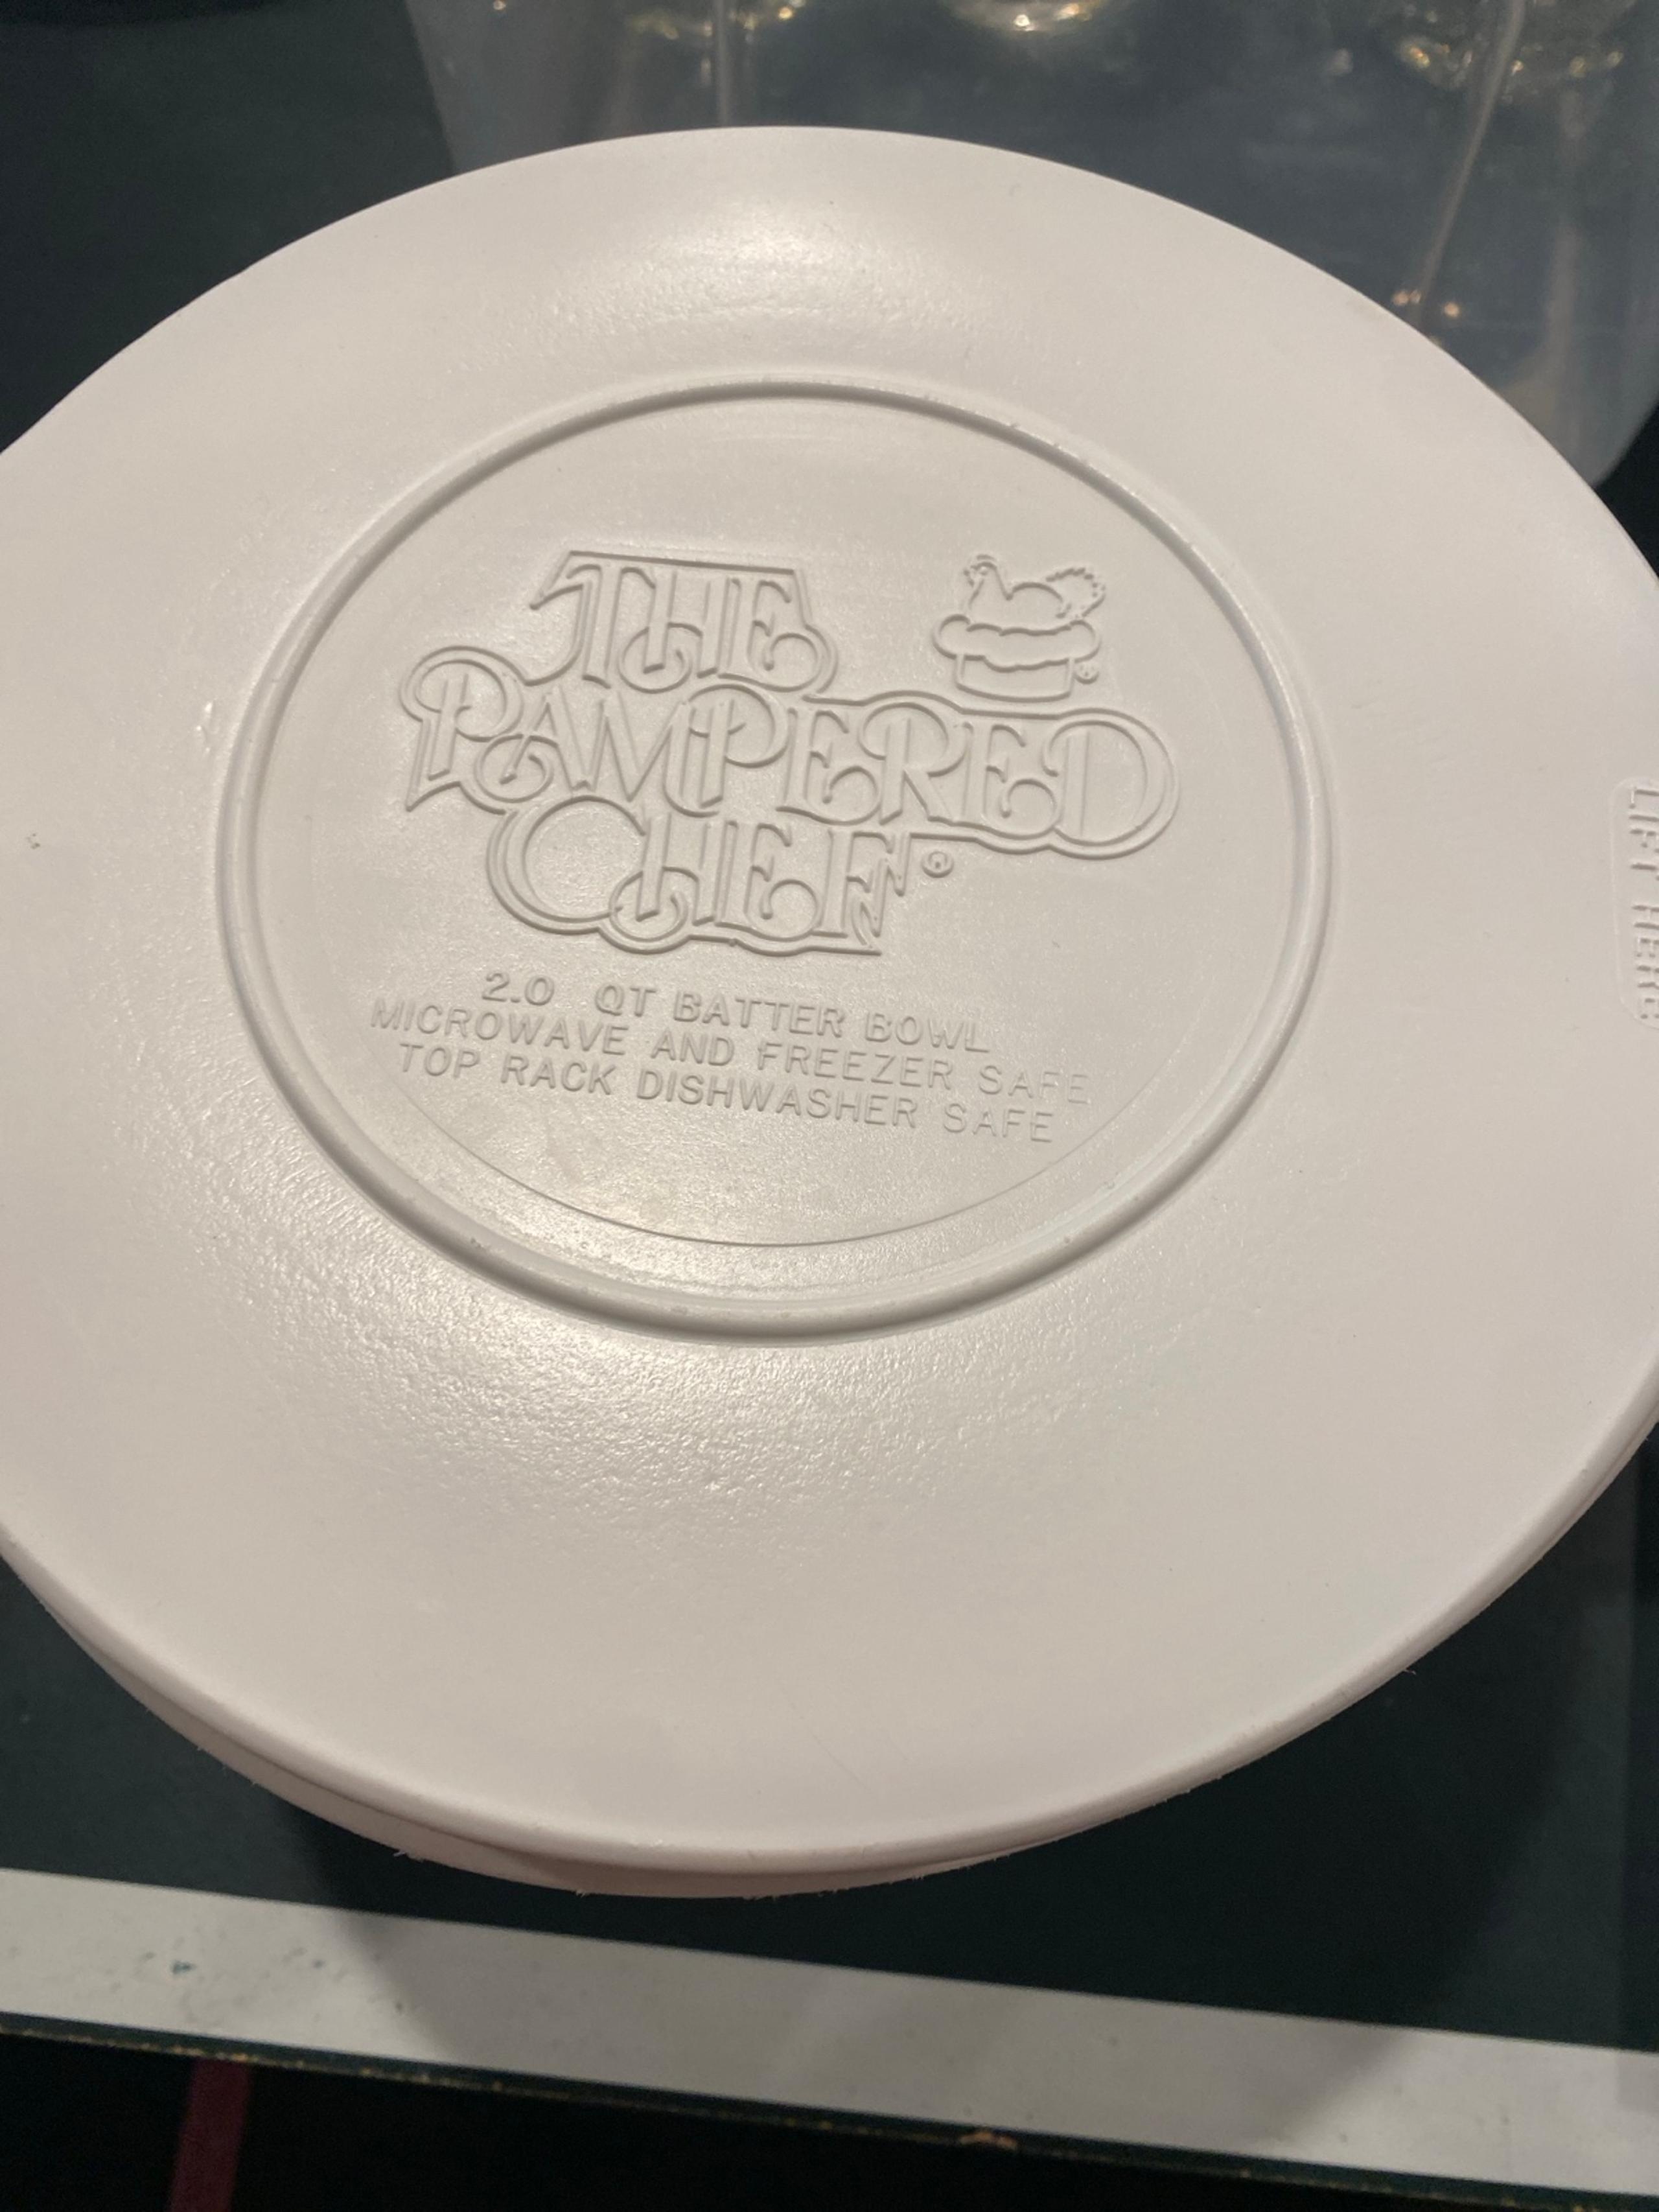 THE
PAMPERED
CHEF®
2.0 QT BATTER BOWL
MICROWAVE AND FREEZER SAFE
TOP RACK DISHWASHER SAFE
LIFT HERE